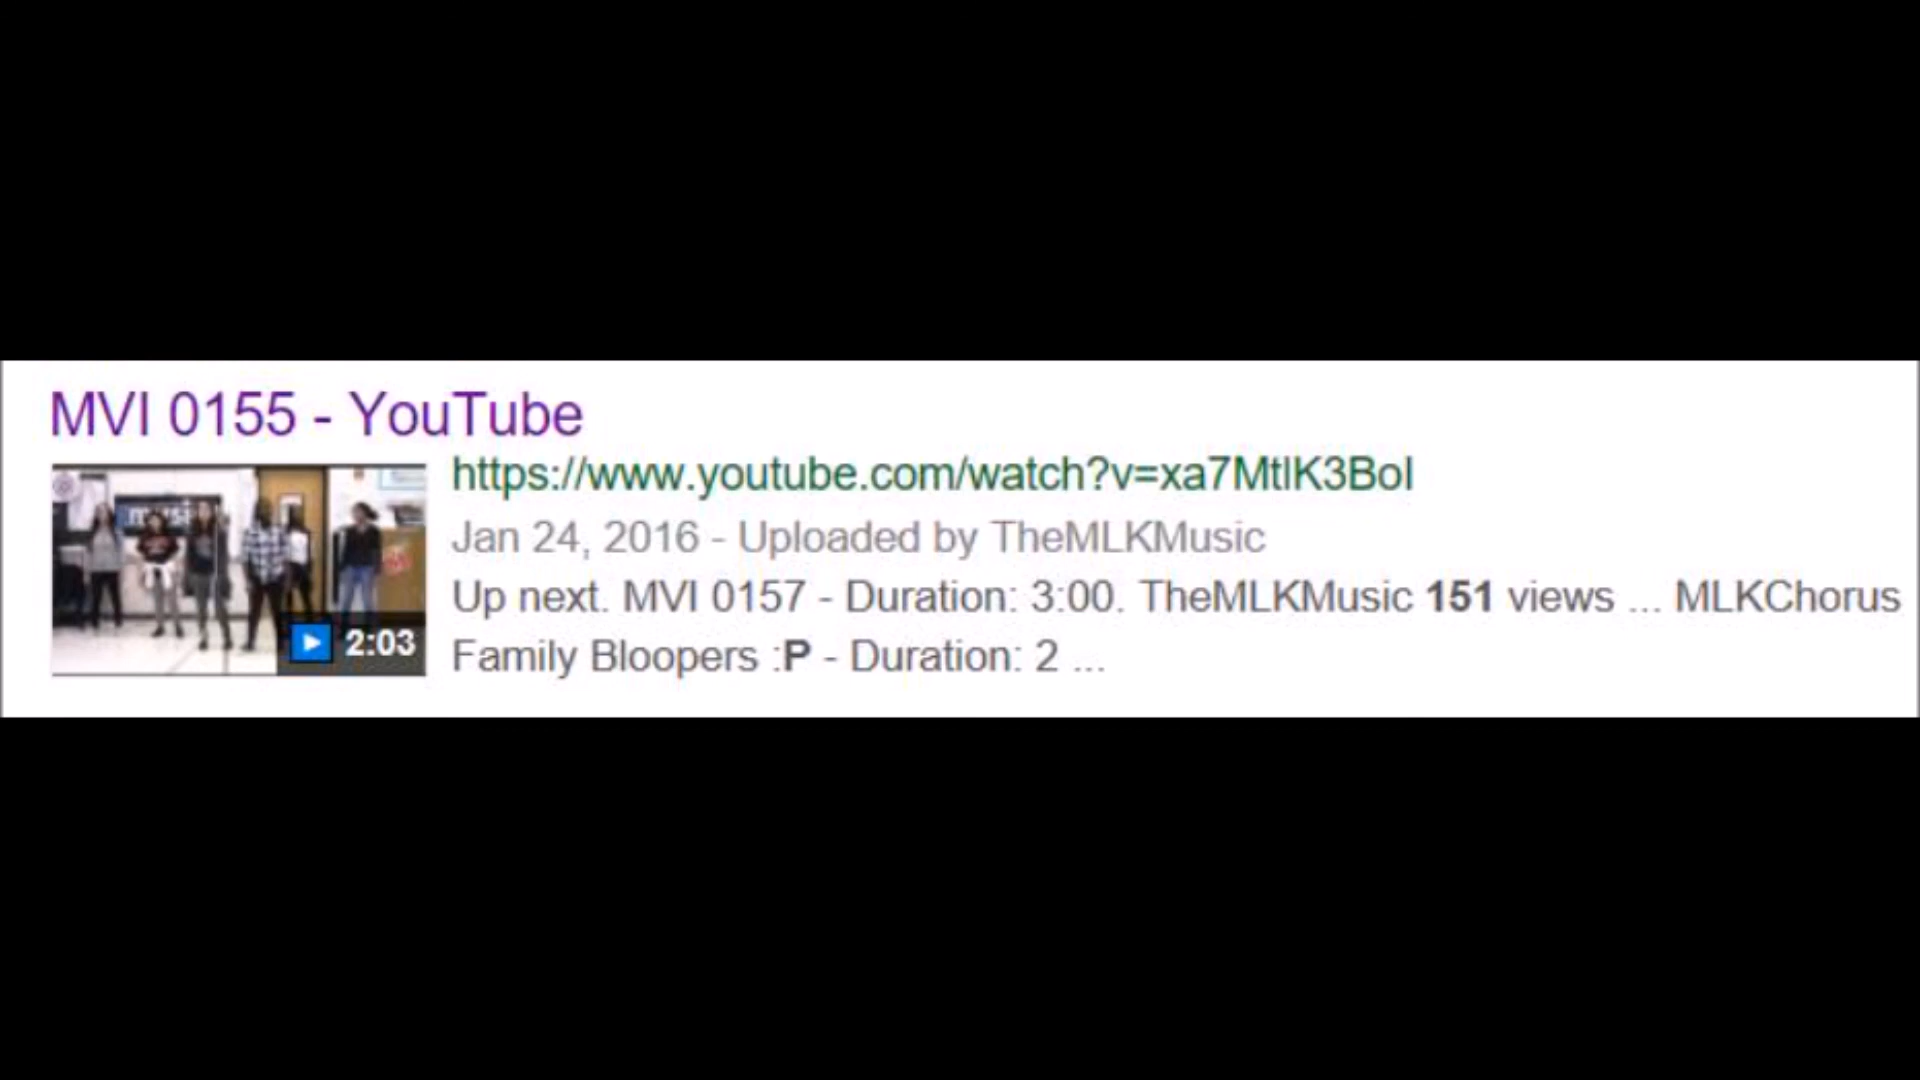 MVI 0155 - YouTube
https://www.youtube.com/watch?v=xa7MtlK3BoI
Jan 24, 2016 - Uploaded by TheMLKMusic
Up next. MVI 0157 - Duration: 3:00. TheMLKMusic 151 views ... MLKChorus
Family Bloopers :P - Duration: 2 ...
music
2:03